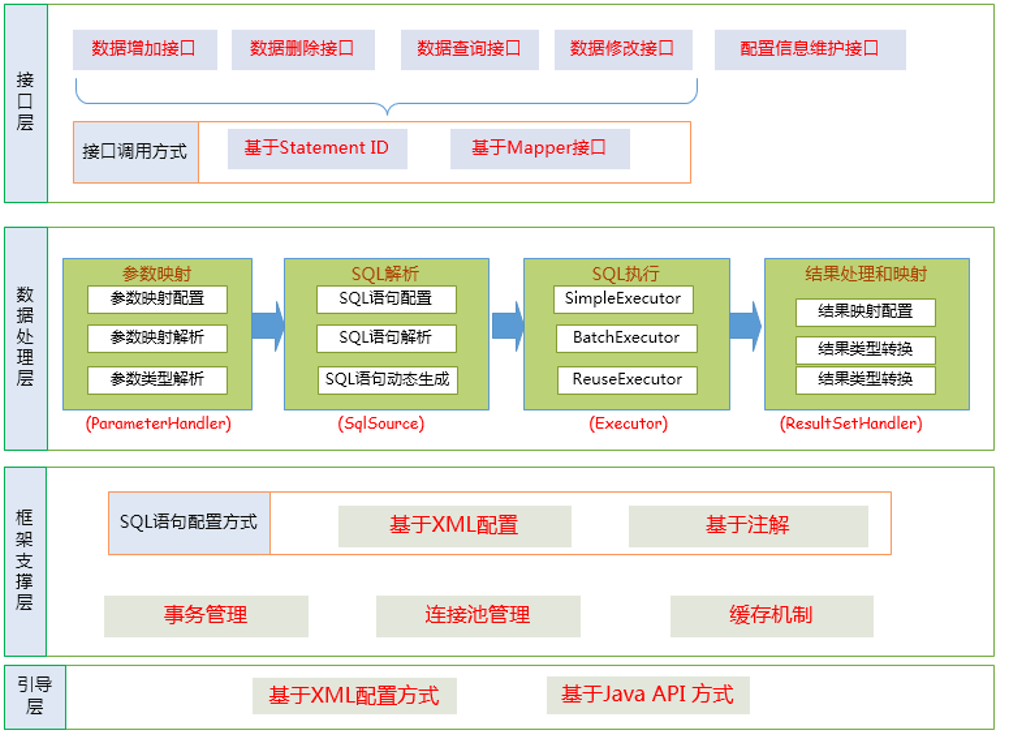 接口层
数据增加接口
数据删除接口
数据查询接口
数据修改接口
配置信息维护接口
接口调用方式
基于Statement ID
基于Mapper接口
数据处理层
参数映射
参数映射配置
参数映射解析
参数类型解析
(ParameterHandler)
SQL解析
SQL语句配置
SQL语句解析
SQL语句动态生成
(SqlSource)
SQL执行
SimpleExecutor
BatchExecutor
ReuseExecutor
(Executor)
结果处理和映射
结果映射配置
结果类型转换
结果类型转换
(ResultSetHandler)
框架支撑层
SQL语句配置方式
基于XML配置
基于注解
事务管理
连接池管理
缓存机制
引导
层
基于XML配置方式
基于Java API 方式